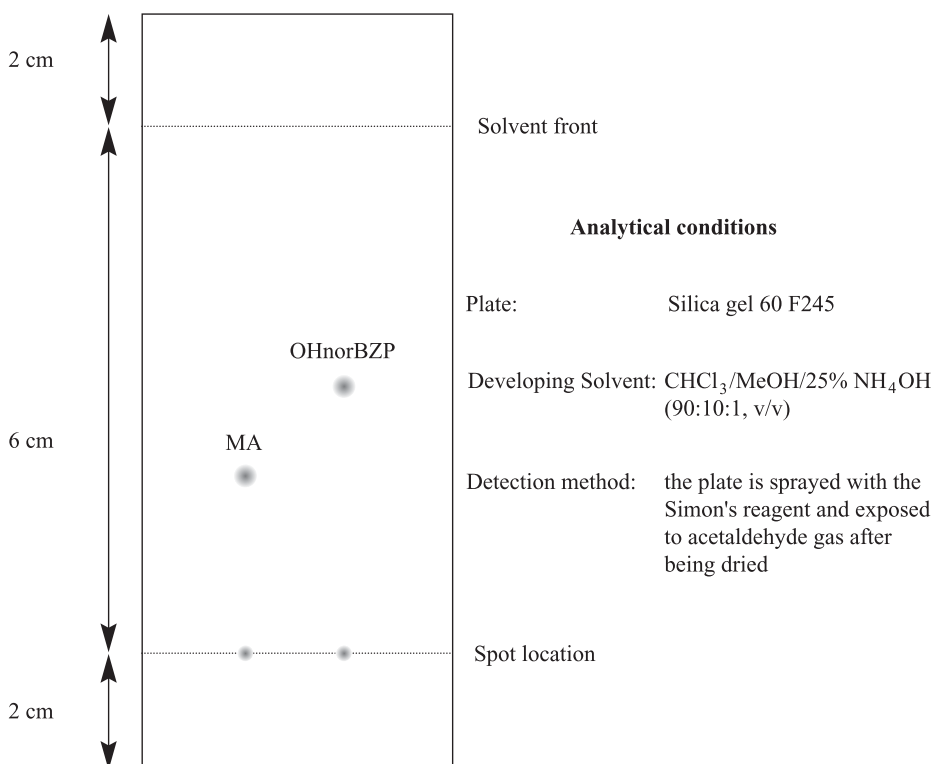 2 cm
Solvent front
Analytical conditions
Plate: Silica gel 60 F245
OHnorBZP
Developing Solvent: CHCl₃/MeOH/25% NH₄OH
(90:10:1, v/v)
6 cm
MA
Detection method: the plate is sprayed with the
Simon's reagent and exposed
to acetaldehyde gas after
being dried
Spot location
2 cm